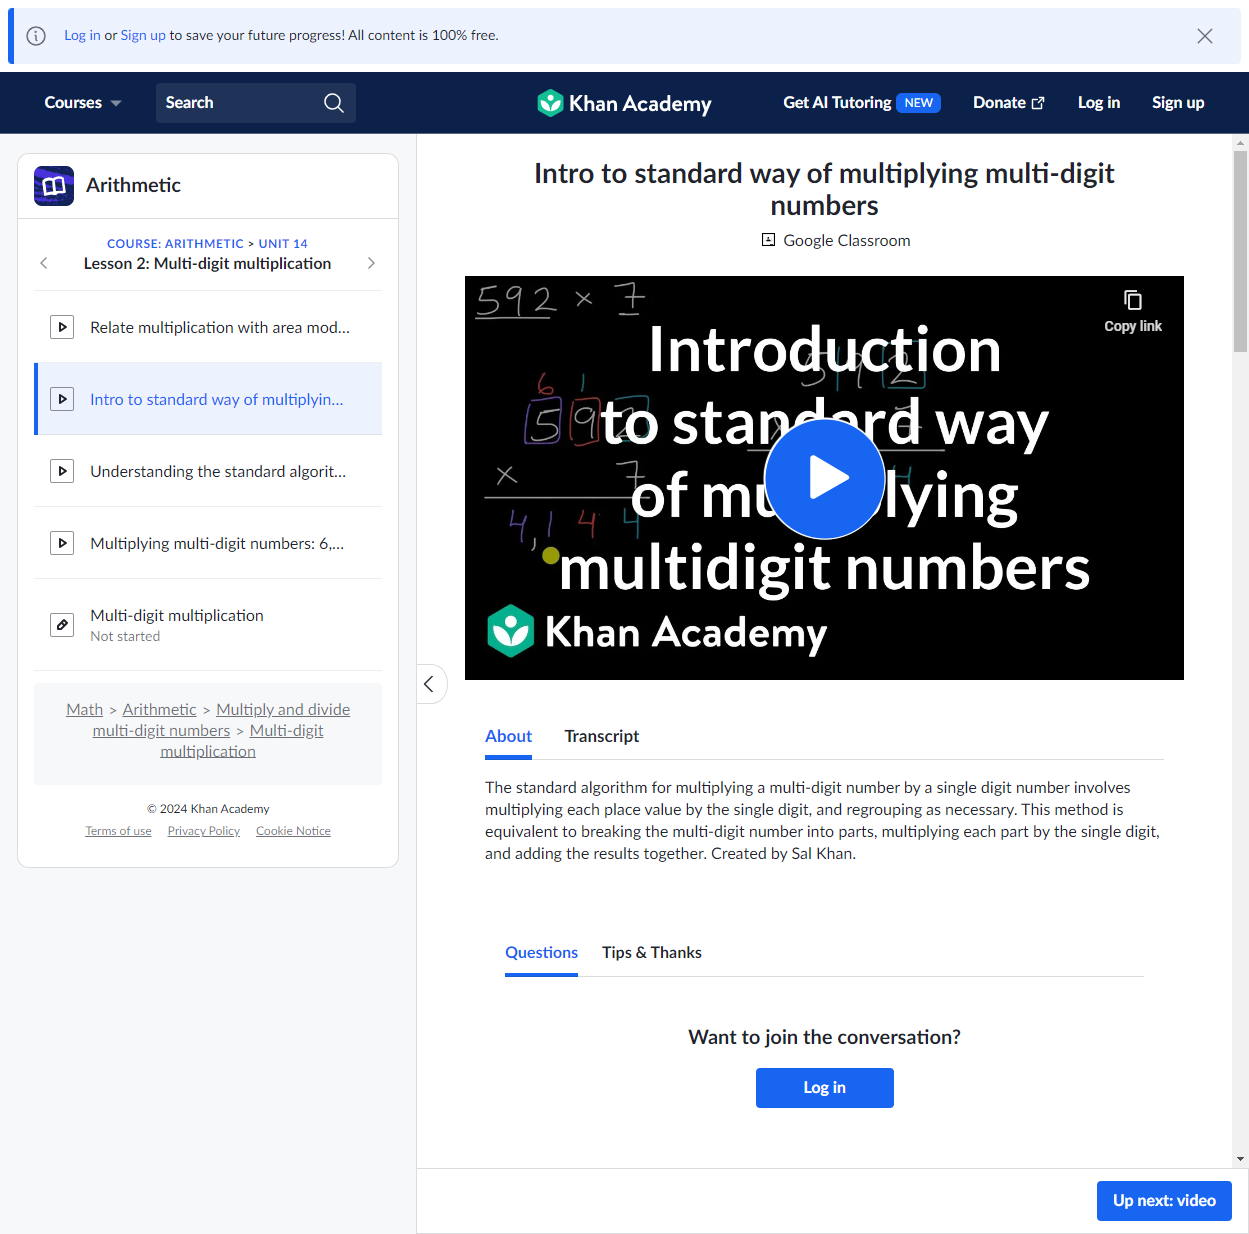 Log in or Sign up to save your future progress! All content is 100% free.
Courses
Search
Khan Academy
Get AI Tutoring NEW
Donate
Log in
Sign up
Arithmetic
COURSE: ARITHMETIC > UNIT 14
Lesson 2: Multi-digit multiplication
Relate multiplication with area mod...
Intro to standard way of multiplyin...
Understanding the standard algorit...
Multiplying multi-digit numbers: 6,...
Multi-digit multiplication
Not started
Math > Arithmetic > Multiply and divide
multi-digit numbers > Multi-digit
multiplication
© 2024 Khan Academy
Terms of use Privacy Policy Cookie Notice
Intro to standard way of multiplying multi-digit
numbers
Google Classroom
592 × 7
Copy link
Introduction
to standard way
of multiplying
multidigit numbers
6 1
592
× 7
4,144
Khan Academy
About Transcript
The standard algorithm for multiplying a multi-digit number by a single digit number involves
multiplying each place value by the single digit, and regrouping as necessary. This method is
equivalent to breaking the multi-digit number into parts, multiplying each part by the single digit,
and adding the results together. Created by Sal Khan.
Questions Tips & Thanks
Want to join the conversation?
Log in
Up next: video